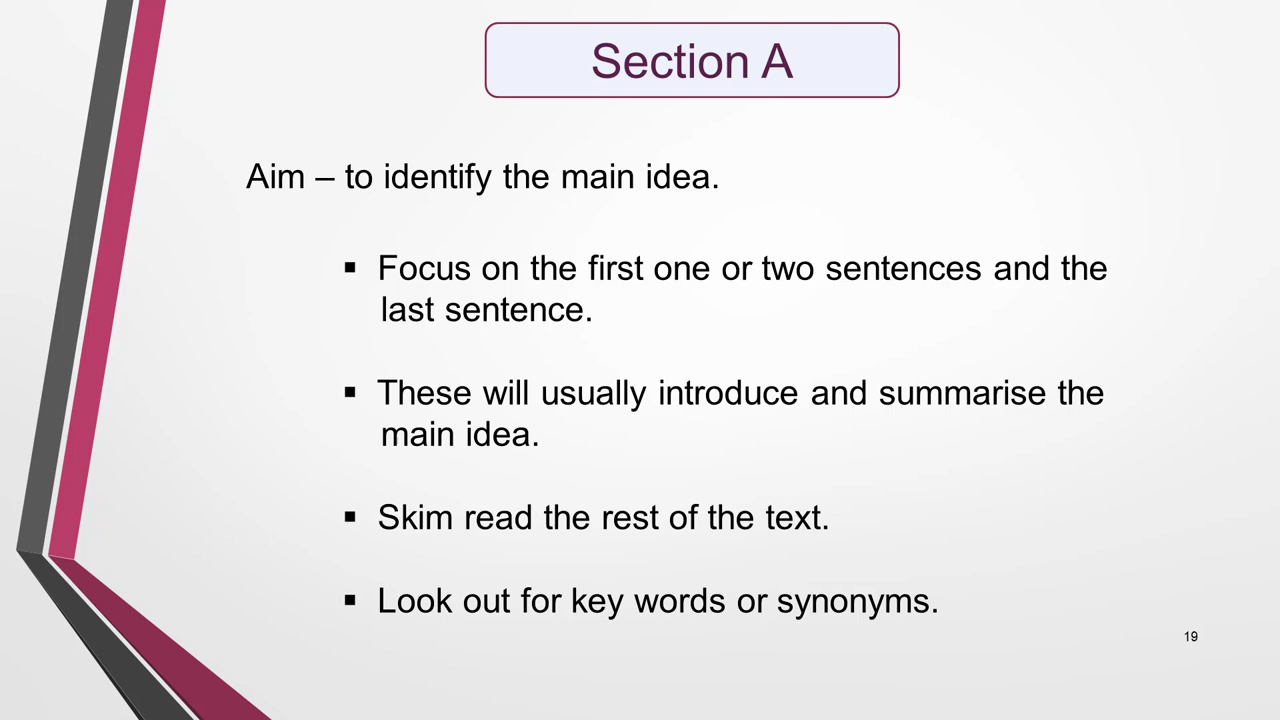 Section A
Aim – to identify the main idea.
▪ Focus on the first one or two sentences and the
last sentence.
▪ These will usually introduce and summarise the
main idea.
▪ Skim read the rest of the text.
▪ Look out for key words or synonyms.
19